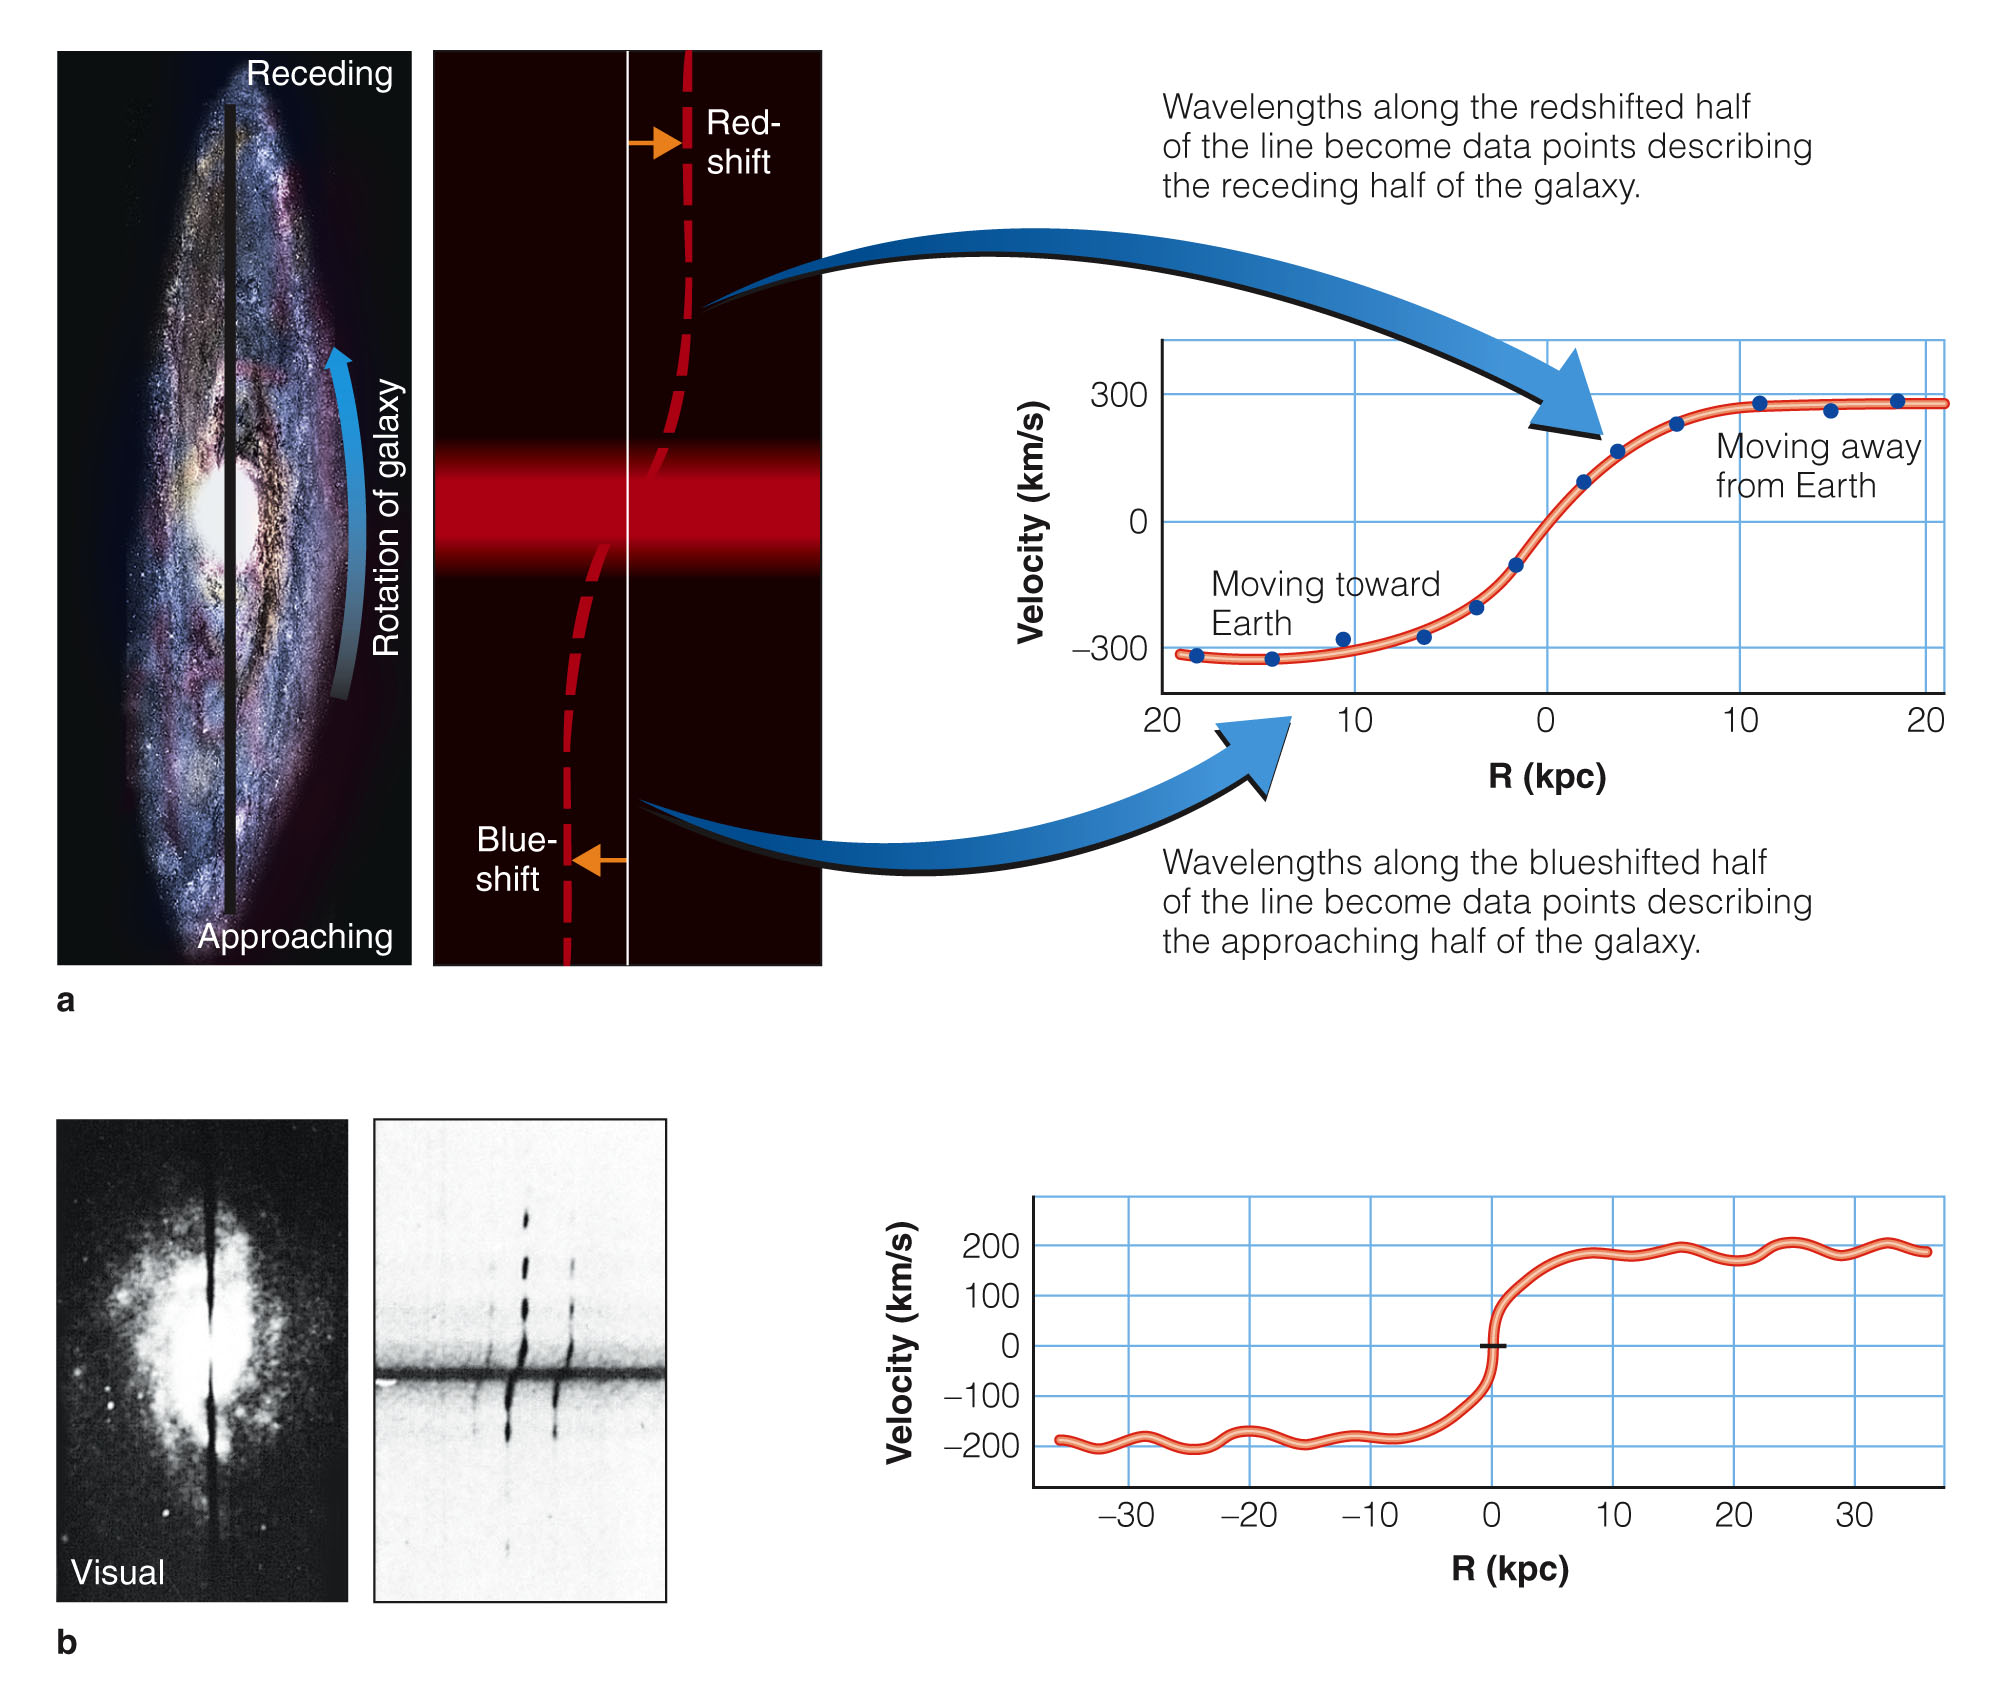 Receding
Rotation of galaxy
Approaching
Red-
shift
Blue-
shift
Wavelengths along the redshifted half
of the line become data points describing
the receding half of the galaxy.
Velocity (km/s)
300
0
–300
Moving away
from Earth
Moving toward
Earth
20 10 0 10 20
R (kpc)
Wavelengths along the blueshifted half
of the line become data points describing
the approaching half of the galaxy.
a
Visual
Velocity (km/s)
200
100
0
–100
–200
–30 –20 –10 0 10 20 30
R (kpc)
b